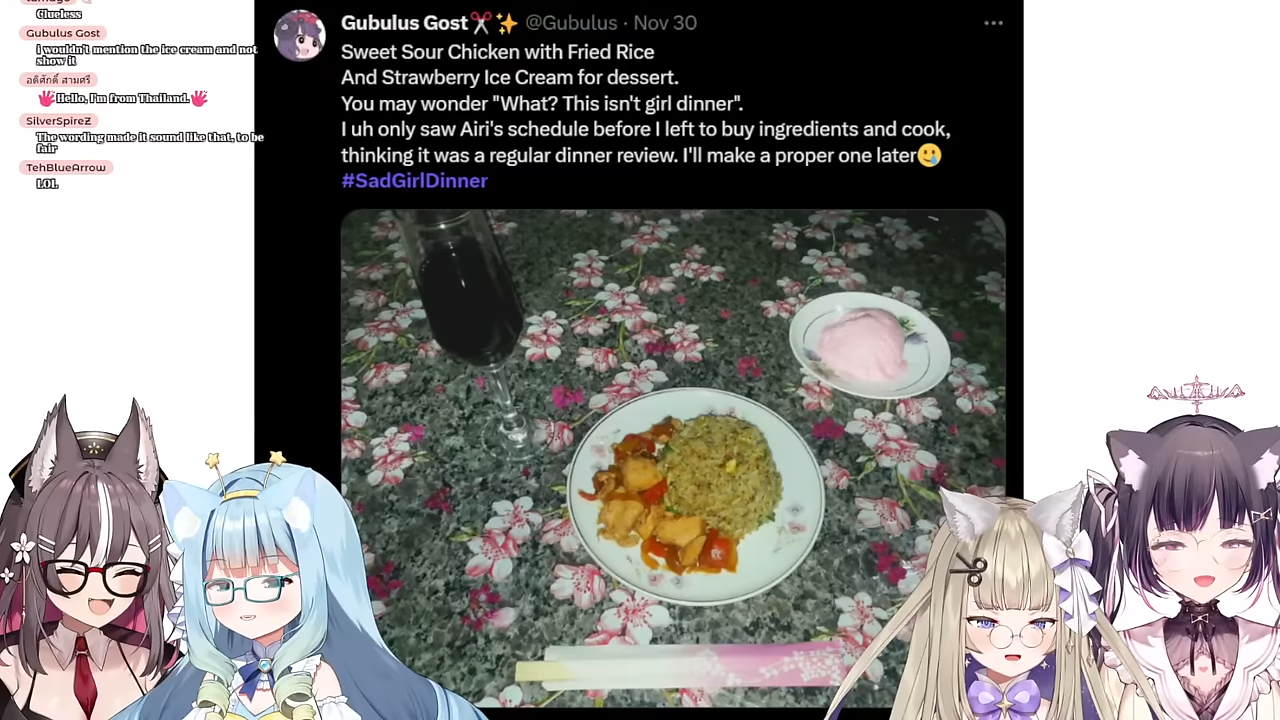 Clueless
Gubulus Gost
i wouldn't mention the ice cream and not
show it
อติศักดิ์ สามศรี
Hello, I'm from Thailand.
SilverSpireZ
The wording made it sound like that, to be
fair
TehBlueArrow
LOL
Gubulus Gost @Gubulus · Nov 30
Sweet Sour Chicken with Fried Rice
And Strawberry Ice Cream for dessert.
You may wonder "What? This isn't girl dinner".
I uh only saw Airi's schedule before I left to buy ingredients and cook,
thinking it was a regular dinner review. I'll make a proper one later
#SadGirlDinner